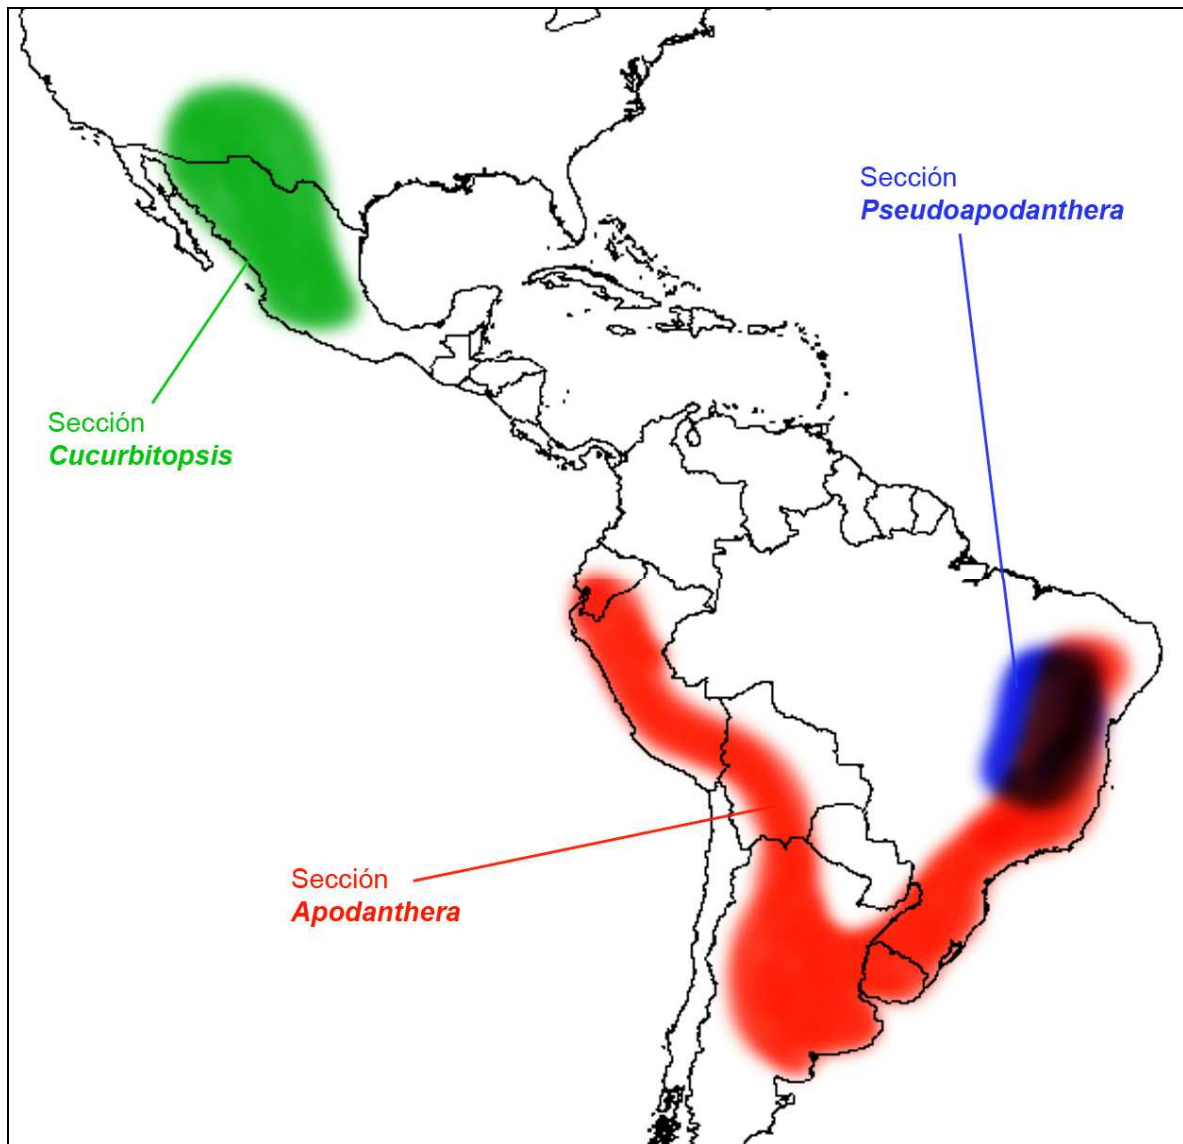 Sección
Pseudoapodanthera
Sección
Cucurbitopsis
Sección
Apodanthera